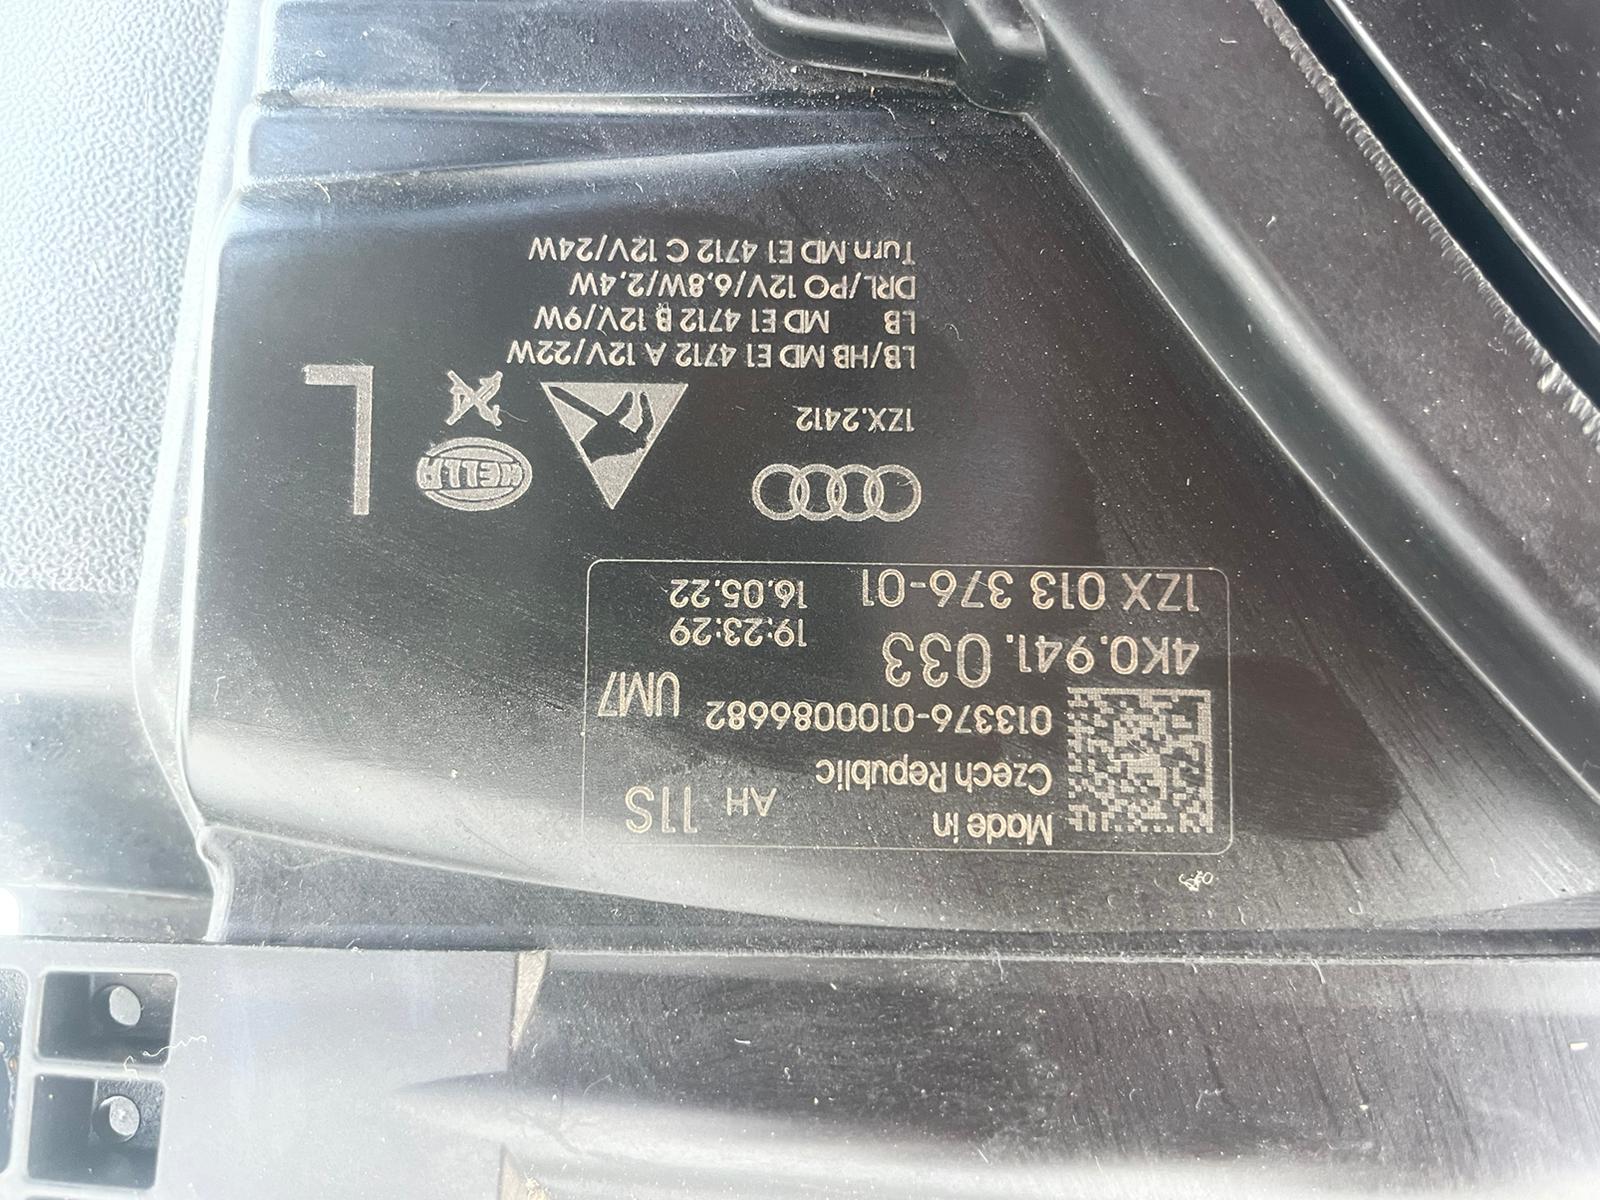 Made in
Czech Republic AH 11S
013376-0100086682 UM7
4K0.941.033 19:23:29
1ZX 013 376-01 16.05.22
HELLA
1ZX.2412
L
LB/HB MD E1 4712 A 12V/22W
LB MD E1 4712 B 12V/9W
DRL/PO 12V/6,8W/2,4W
Turn MD E1 4712 C 12V/24W